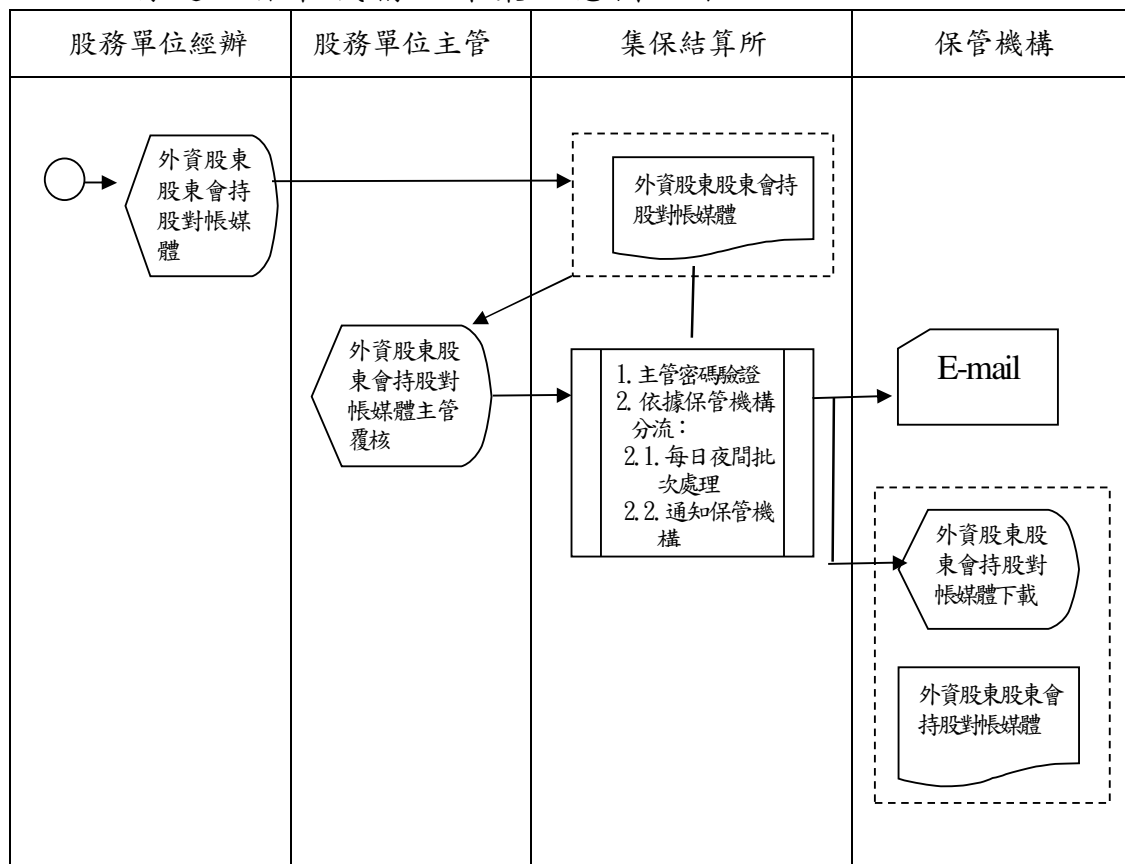 股務單位經辦
股務單位主管
集保結算所
保管機構
外資股東
股東會持
股對帳媒
體
外資股東股東會持
股對帳媒體
外資股東股
東會持股對
帳媒體主管
覆核
1. 主管密碼驗證
2. 依據保管機構
分流：
2.1. 每日夜間批
次處理
2.2. 通知保管機
構
E-mail
外資股東股
東會持股對
帳媒體下載
外資股東股東會
持股對帳媒體